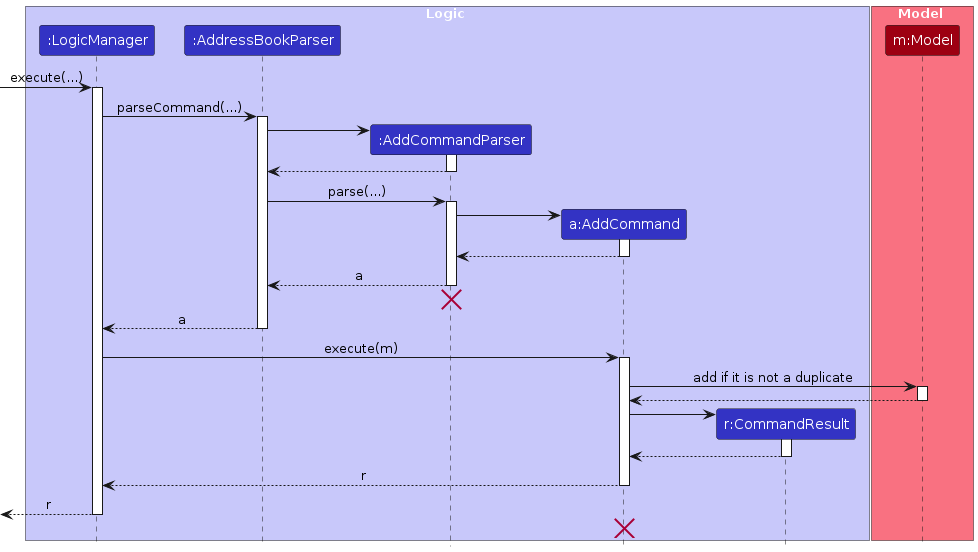 Logic
Model
:LogicManager
:AddressBookParser
m:Model
execute(...)
parseCommand(...)
:AddCommandParser
parse(...)
a:AddCommand
a
a
execute(m)
add if it is not a duplicate
r:CommandResult
r
r